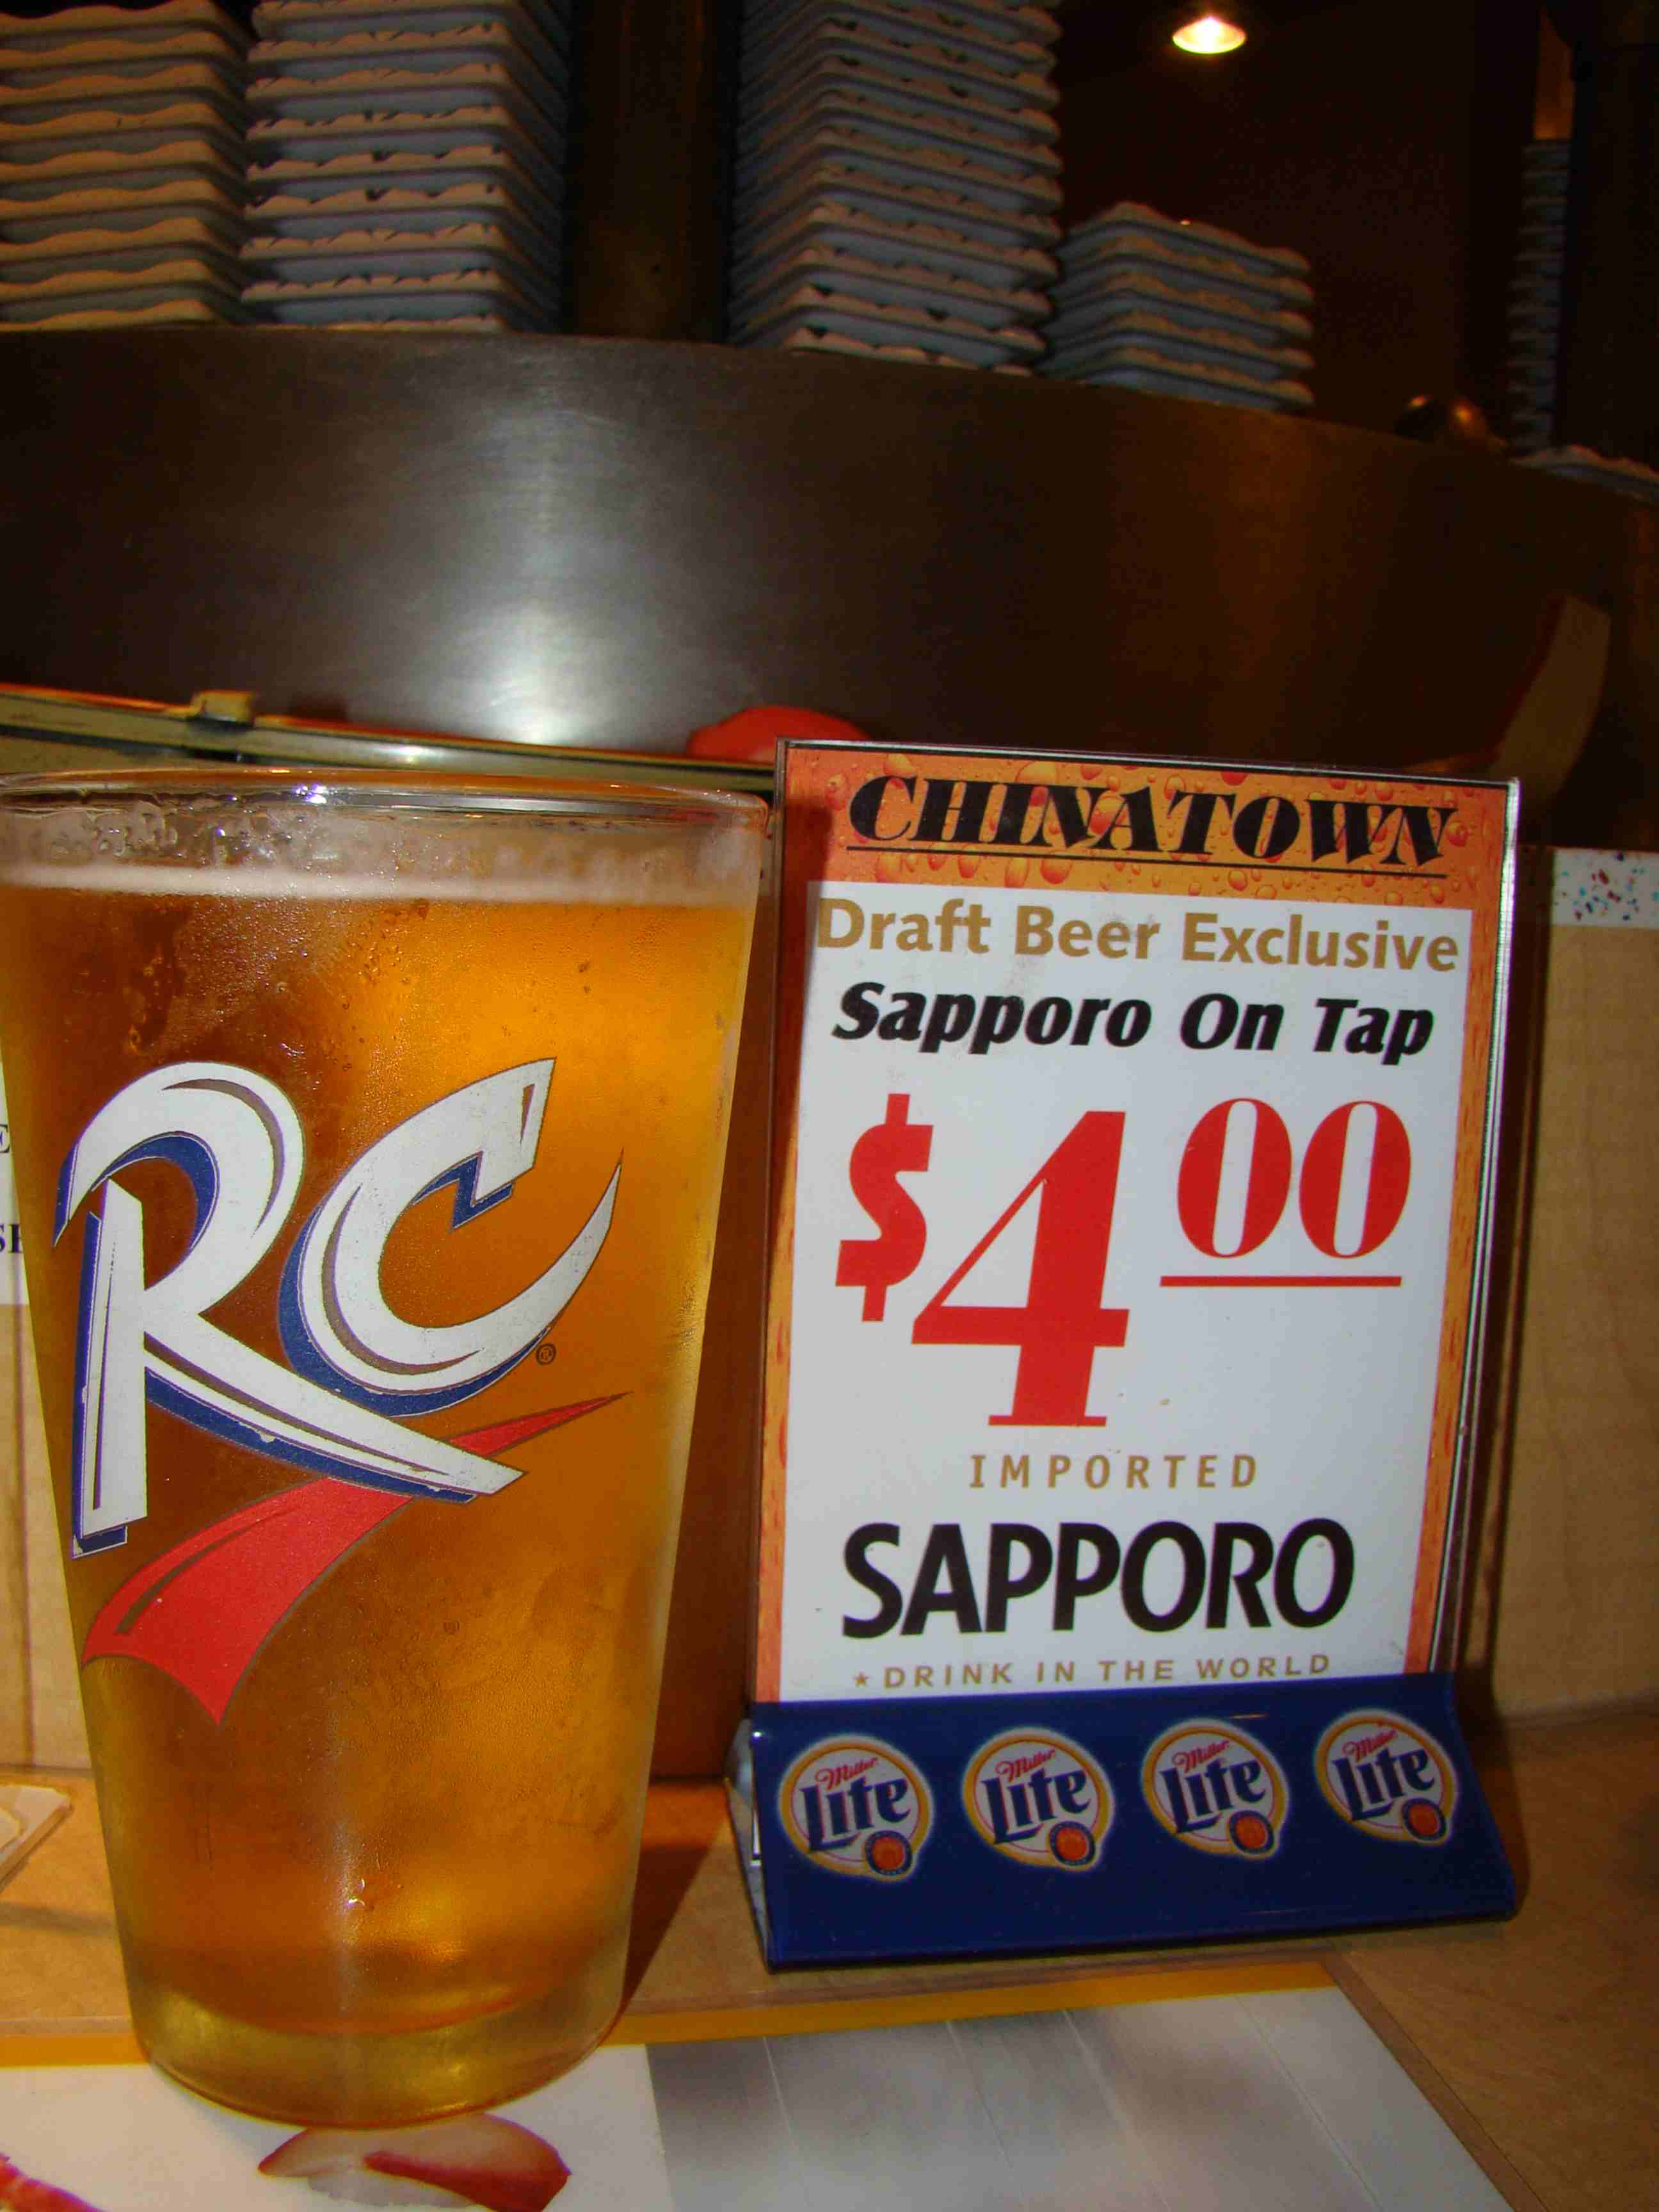 RC
®
CHINATOWN
Draft Beer Exclusive
Sapporo On Tap
$4.00
IMPORTED
SAPPORO
★ DRINK IN THE WORLD
Miller
Lite
Miller
Lite
Miller
Lite
Miller
Lite